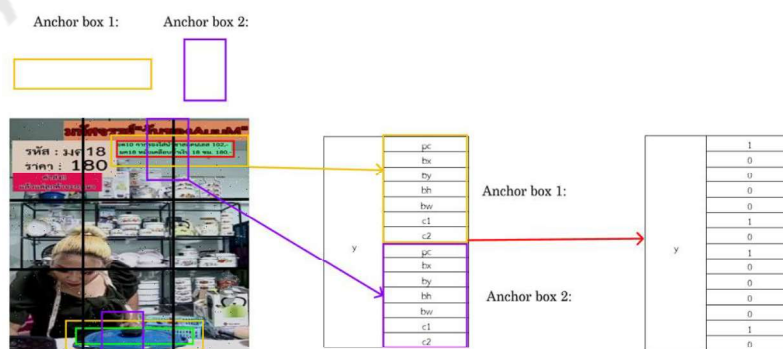 Anchor box 1:
Anchor box 2:
รหัส : มค18
ราคา : 180
pc
bx
by
bh
bw
c1
c2
Anchor box 1:
y
pc
bx
by
bh
bw
c1
c2
Anchor box 2:
1
0
0
0
0
1
0
y
1
0
0
0
0
1
0